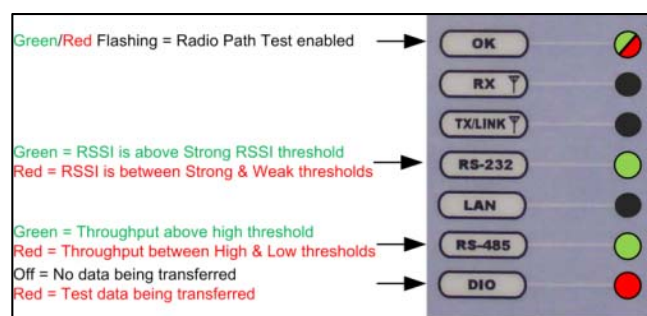 Green/Red Flashing = Radio Path Test enabled
OK
RX
TX/LINK
Green = RSSI is above Strong RSSI threshold
Red = RSSI is between Strong & Weak thresholds
RS-232
LAN
Green = Throughput above high threshold
Red = Throughput between High & Low thresholds
RS-485
Off = No data being transferred
Red = Test data being transferred
DIO